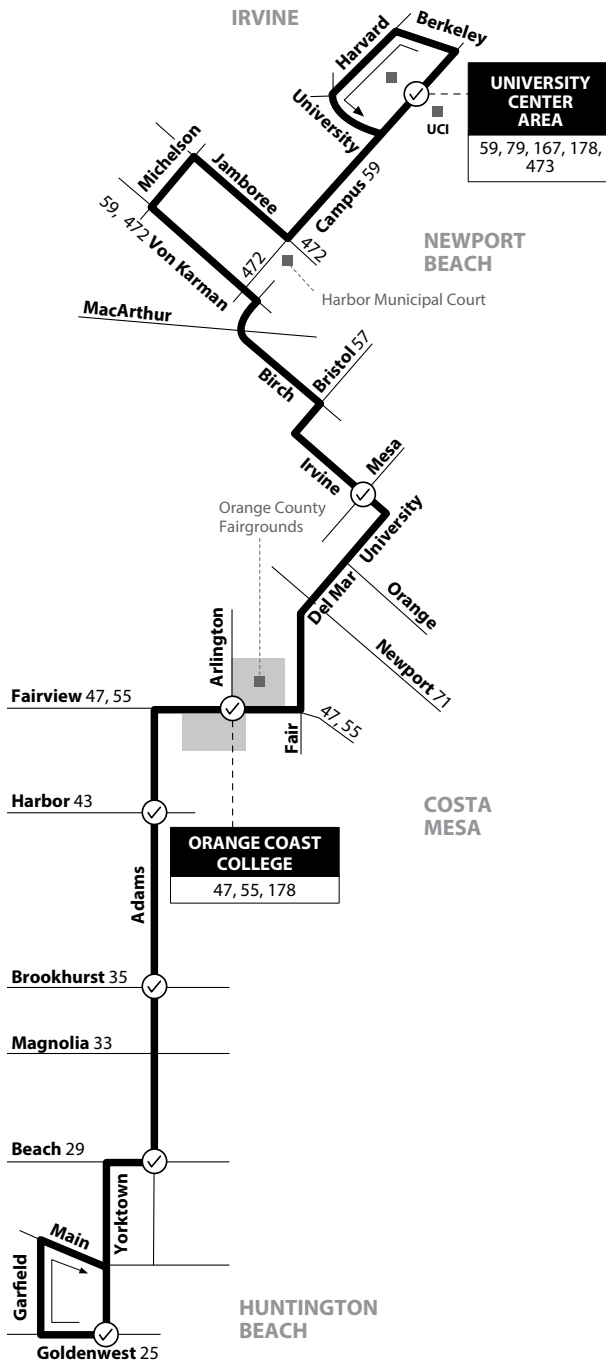 IRVINE
Harvard
Berkeley
University
UNIVERSITY
CENTER
AREA
59, 79, 167, 178,
473
UCI
Michelson
Jamboree
Campus 59
59, 472
Von Karman
472
472
NEWPORT
BEACH
Harbor Municipal Court
MacArthur
Birch
Bristol 57
Irvine
Mesa
University
Orange County
Fairgrounds
Del Mar
Orange
Newport 71
Arlington
Fairview 47, 55
Fair
47, 55
Harbor 43
COSTA
MESA
ORANGE COAST
COLLEGE
47, 55, 178
Adams
Brookhurst 35
Magnolia 33
Beach 29
Yorktown
Main
Garfield
HUNTINGTON
BEACH
Goldenwest 25